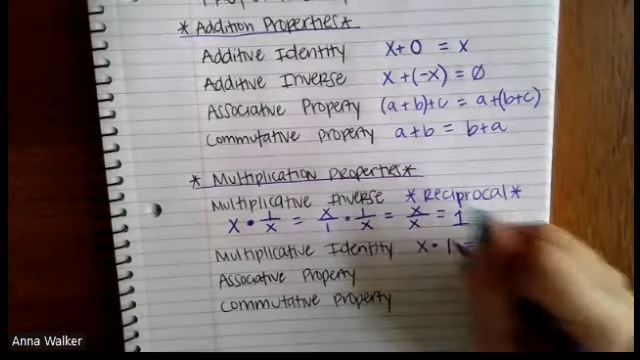 *Addition Properties*
Additive Identity x+0 = x
Additive Inverse x+(-x) = 0
Associative Property (a+b)+c = a+(b+c)
Commutative Property a+b = b+a
*Multiplication Properties*
Multiplicative Inverse *Reciprocal*
x • 1/x = x/1 • 1/x = x/x = 1
Multiplicative Identity x • 1 =
Associative Property
Commutative Property
Anna Walker